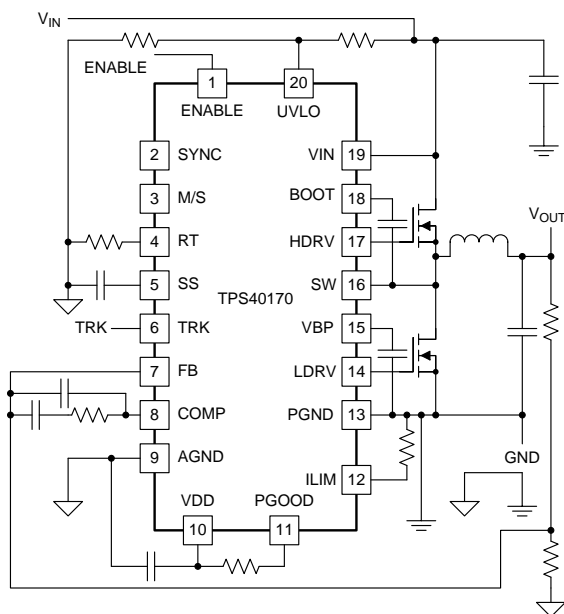 VIN
ENABLE
1
20
ENABLE
UVLO
2 SYNC
VIN 19
3 M/S
BOOT 18
VOUT
4 RT
HDRV 17
5 SS
SW 16
TPS40170
TRK 6 TRK
VBP 15
7 FB
LDRV 14
8 COMP
PGND 13
9 AGND
GND
ILIM 12
VDD
PGOOD
10
11